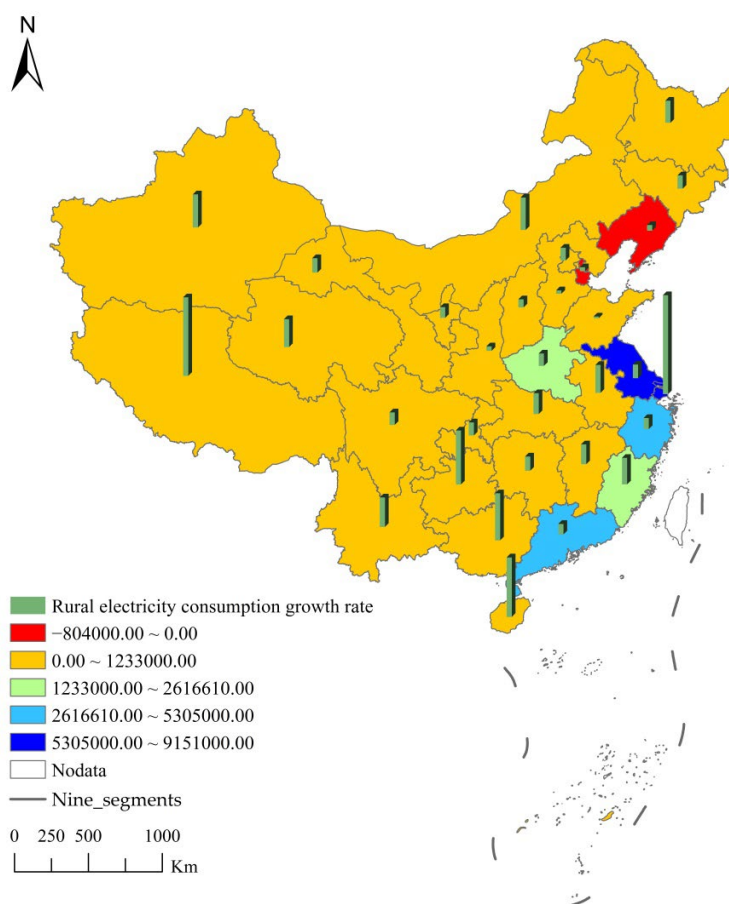 N
Rural electricity consumption growth rate
−804000.00 ~ 0.00
0.00 ~ 1233000.00
1233000.00 ~ 2616610.00
2616610.00 ~ 5305000.00
5305000.00 ~ 9151000.00
Nodata
Nine_segments
0 250 500 1000
Km